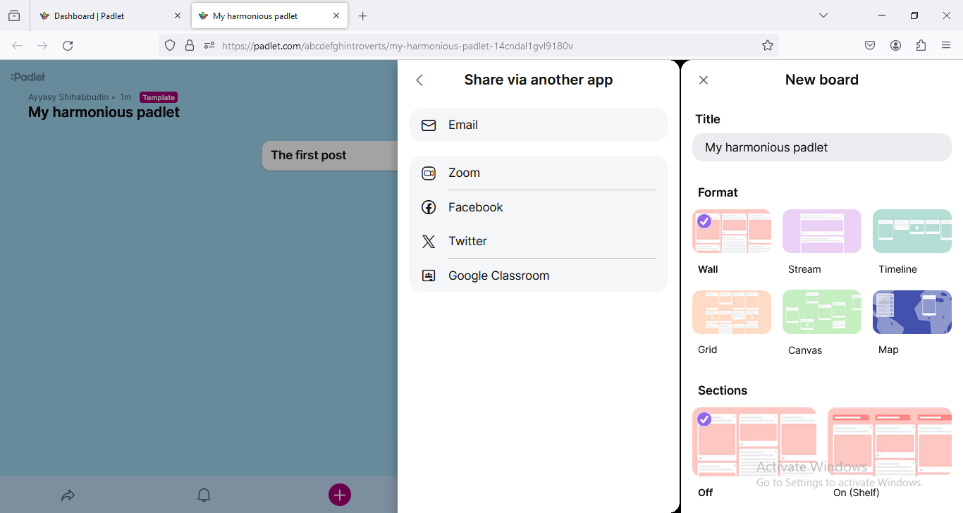 Dashboard | Padlet
My harmonious padlet
https://padlet.com/abcdefghintroverts/my-harmonious-padlet-14cndal1gvl9180v
:Padlet
Ayyasy Shihabbudin • 1m Template
My harmonious padlet
The first post
Share via another app
Email
Zoom
Facebook
Twitter
Google Classroom
New board
Title
My harmonious padlet
Format
Wall Stream Timeline
Grid Canvas Map
Sections
Off On (Shelf)
Activate Windows
Go to Settings to activate Windows.